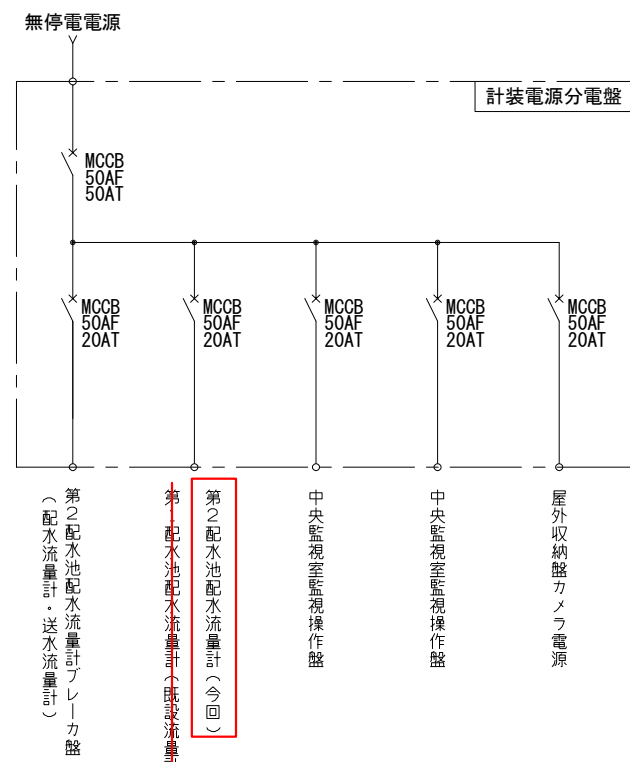 無停電電源
計装電源分電盤
MCCB
50AF
50AT
MCCB
50AF
20AT
MCCB
50AF
20AT
MCCB
50AF
20AT
MCCB
50AF
20AT
MCCB
50AF
20AT
第2配水池配水流量計ブレーカ盤
(配水流量計・送水流量計)
第1配水池配水流量計(既設流量
第2配水池配水流量計(今回)
中央監視室監視操作盤
中央監視室監視操作盤
屋外収納盤カメラ電源